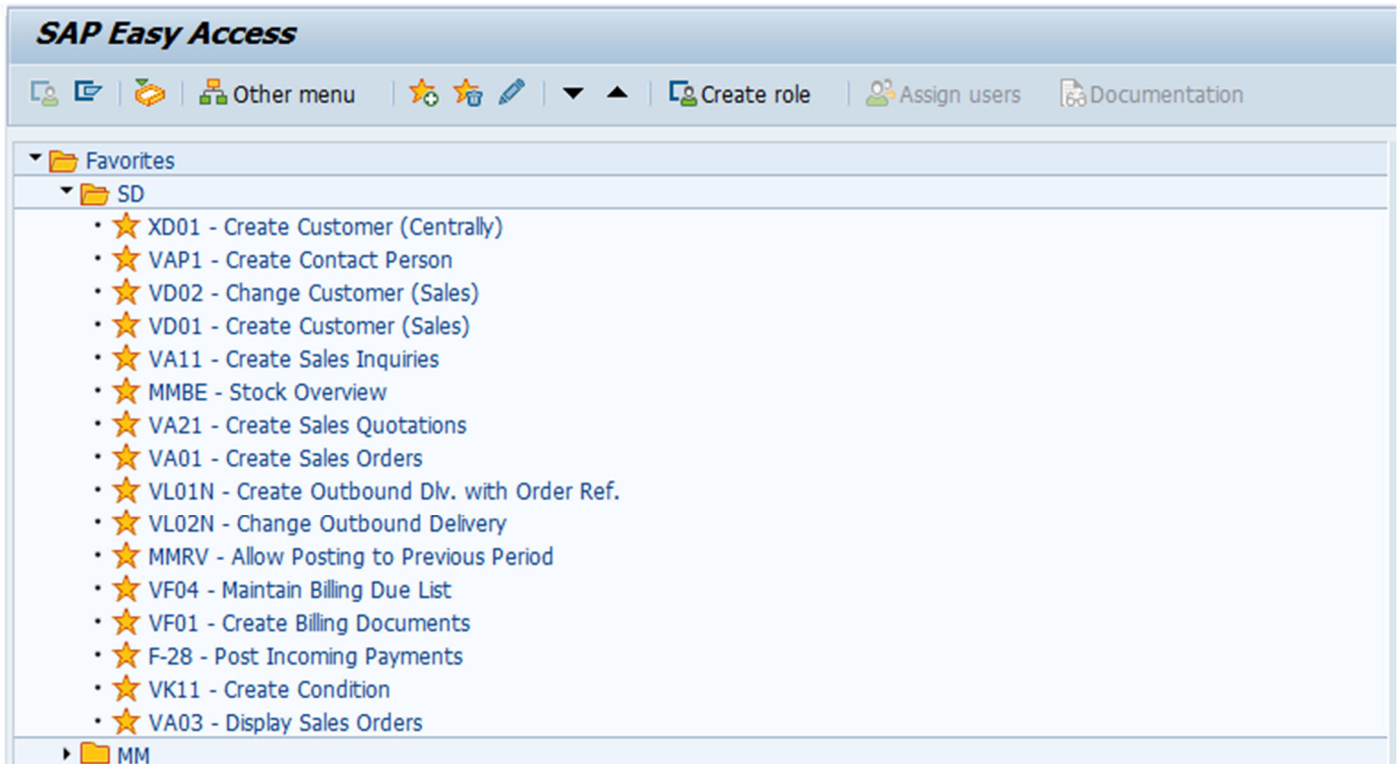 SAP Easy Access
Other menu Create role Assign users Documentation
Favorites
SD
XD01 - Create Customer (Centrally)
VAP1 - Create Contact Person
VD02 - Change Customer (Sales)
VD01 - Create Customer (Sales)
VA11 - Create Sales Inquiries
MMBE - Stock Overview
VA21 - Create Sales Quotations
VA01 - Create Sales Orders
VL01N - Create Outbound Dlv. with Order Ref.
VL02N - Change Outbound Delivery
MMRV - Allow Posting to Previous Period
VF04 - Maintain Billing Due List
VF01 - Create Billing Documents
F-28 - Post Incoming Payments
VK11 - Create Condition
VA03 - Display Sales Orders
MM